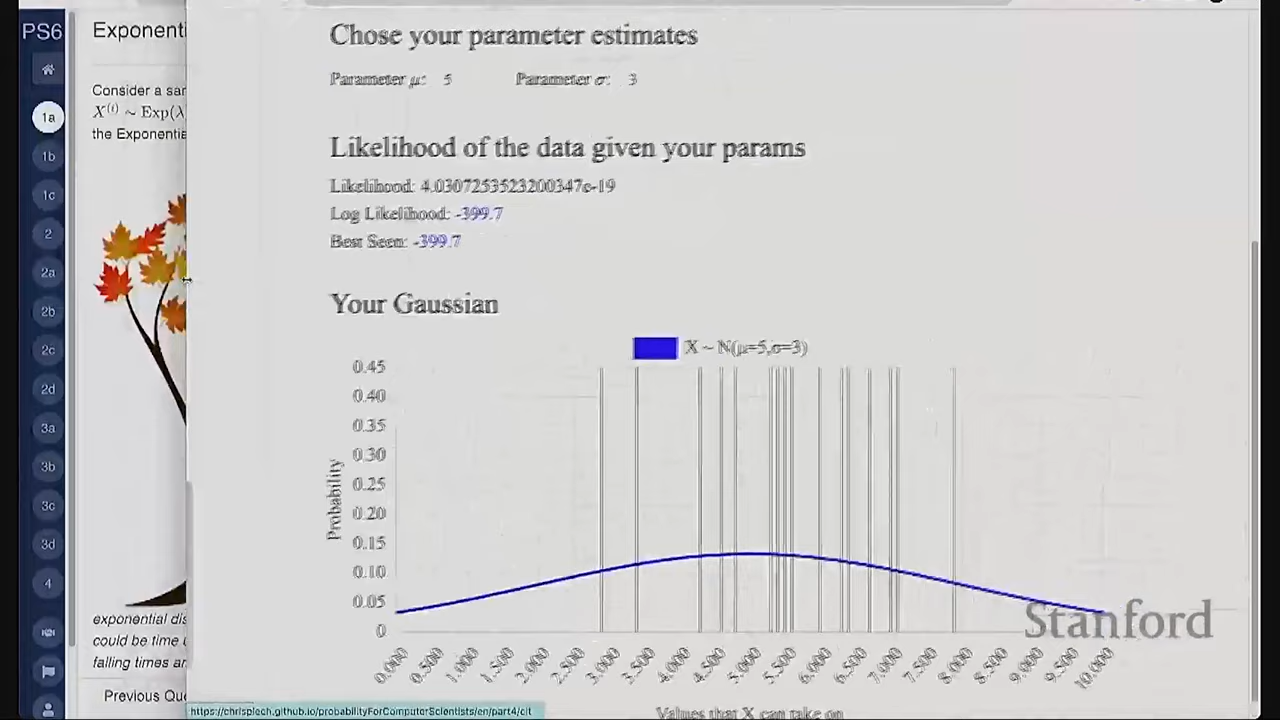 PS6
1a
1b
1c
2
2a
2b
2c
2d
3a
3b
3c
3d
4
Exponenti
Consider a sar
X⁽ⁱ⁾ ~ Exp(λ
the Exponentia
exponential dis
could be time
falling times an
Previous Que
Chose your parameter estimates
Parameter μ: 5 Parameter σ: 3
Likelihood of the data given your params
Likelihood: 4.0307253523200347e-19
Log Likelihood: -399.7
Best Seen: -399.7
Your Gaussian
X ~ N(μ=5,σ=3)
Probability
0.45
0.40
0.35
0.30
0.25
0.20
0.15
0.10
0.05
0
0.000 0.500 1.000 1.500 2.000 2.500 3.000 3.500 4.000 4.500 5.000 5.500 6.000 6.500 7.000 7.500 8.000 8.500 9.000 9.500 10.000
Values that X can take on
Stanford
https://chrispiech.github.io/probabilityForComputerScientists/en/part4/clt